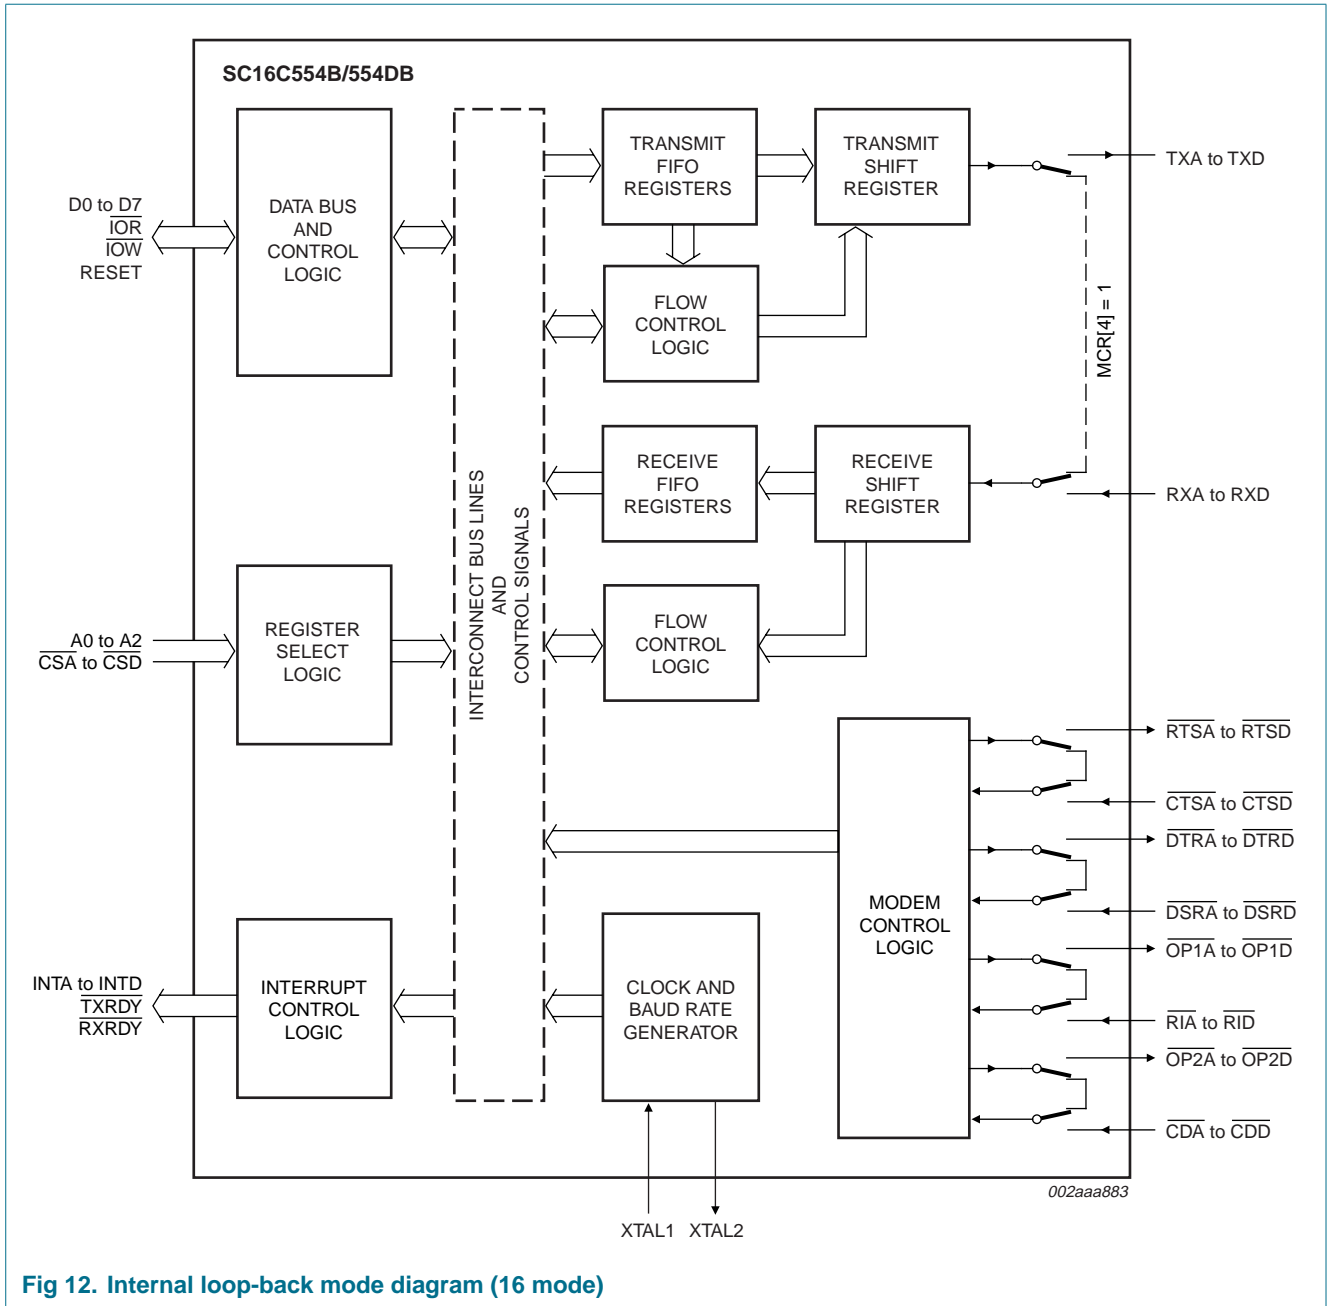 SC16C554B/554DB
D0 to D7
IOR
IOW
RESET
DATA BUS
AND
CONTROL
LOGIC
TRANSMIT
FIFO
REGISTERS
TRANSMIT
SHIFT
REGISTER
TXA to TXD
FLOW
CONTROL
LOGIC
MCR[4] = 1
RECEIVE
FIFO
REGISTERS
RECEIVE
SHIFT
REGISTER
RXA to RXD
INTERCONNECT BUS LINES
AND
CONTROL SIGNALS
A0 to A2
CSA to CSD
REGISTER
SELECT
LOGIC
FLOW
CONTROL
LOGIC
RTSA to RTSD
CTSA to CTSD
DTRA to DTRD
MODEM
CONTROL
LOGIC
DSRA to DSRD
OP1A to OP1D
RIA to RID
OP2A to OP2D
CDA to CDD
INTA to INTD
TXRDY
RXRDY
INTERRUPT
CONTROL
LOGIC
CLOCK AND
BAUD RATE
GENERATOR
002aaa883
XTAL1 XTAL2
Fig 12. Internal loop-back mode diagram (16 mode)